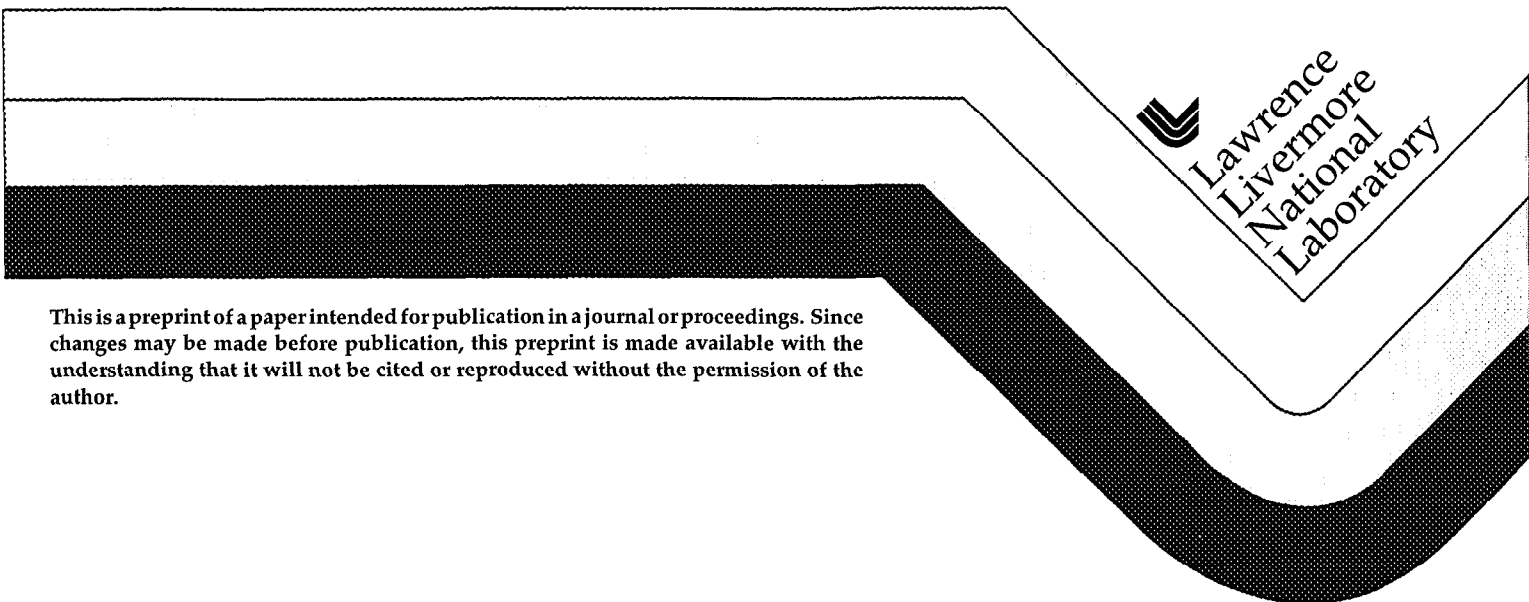 Lawrence
Livermore
National
Laboratory
This is a preprint of a paper intended for publication in a journal or proceedings. Since
changes may be made before publication, this preprint is made available with the
understanding that it will not be cited or reproduced without the permission of the
author.